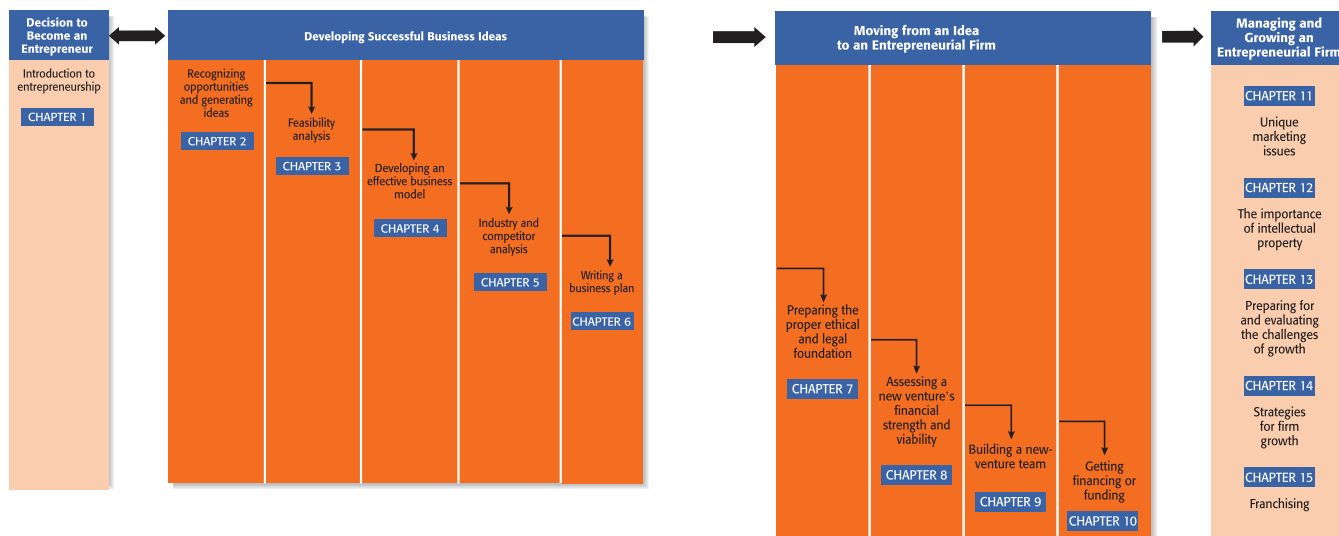 Decision to
Become an
Entrepreneur
Introduction to
entrepreneurship
CHAPTER 1
Developing Successful Business Ideas
Recognizing
opportunities
and generating
ideas
CHAPTER 2
Feasibility
analysis
CHAPTER 3
Developing an
effective business
model
CHAPTER 4
Industry and
competitor
analysis
CHAPTER 5
Writing a
business plan
CHAPTER 6
Moving from an Idea
to an Entrepreneurial Firm
Preparing the
proper ethical
and legal
foundation
CHAPTER 7
Assessing a
new venture's
financial
strength and
viability
CHAPTER 8
Building a new-
venture team
CHAPTER 9
Getting
financing or
funding
CHAPTER 10
Managing and
Growing an
Entrepreneurial Firm
CHAPTER 11
Unique
marketing
issues
CHAPTER 12
The importance
of intellectual
property
CHAPTER 13
Preparing for
and evaluating
the challenges
of growth
CHAPTER 14
Strategies
for firm
growth
CHAPTER 15
Franchising